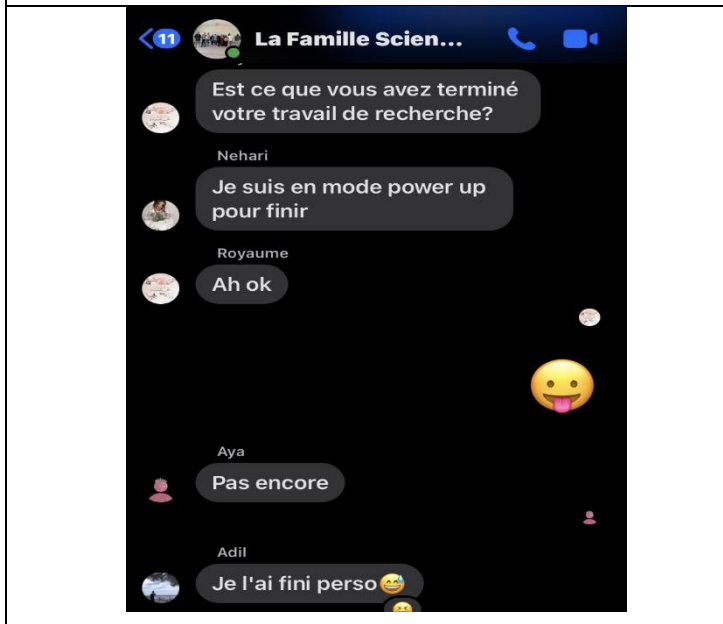 11
La Famille Scien...
Est ce que vous avez terminé
votre travail de recherche?
Nehari
Je suis en mode power up
pour finir
Royaume
Ah ok
😛
Aya
Pas encore
Adil
Je l'ai fini perso😅